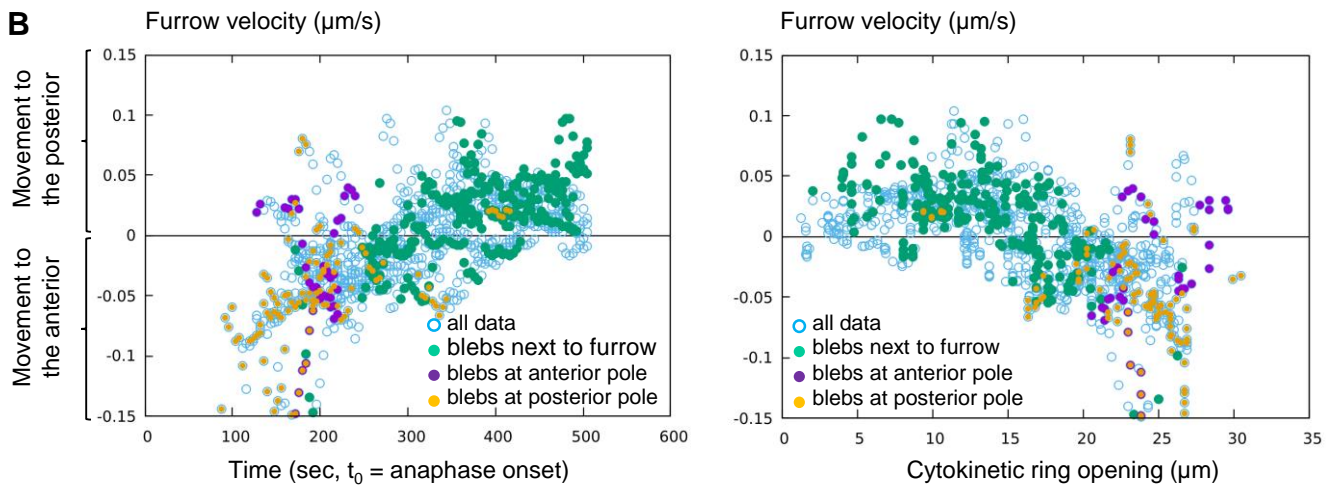 B
Furrow velocity (µm/s)
Movement to
the posterior
Movement to
the anterior
0.15
0.1
0.05
0
-0.05
-0.1
-0.15
all data
blebs next to furrow
blebs at anterior pole
blebs at posterior pole
0 100 200 300 400 500 600
Time (sec, t0 = anaphase onset)
Furrow velocity (µm/s)
0.15
0.1
0.05
0
-0.05
-0.1
-0.15
all data
blebs next to furrow
blebs at anterior pole
blebs at posterior pole
0 5 10 15 20 25 30 35
Cytokinetic ring opening (µm)